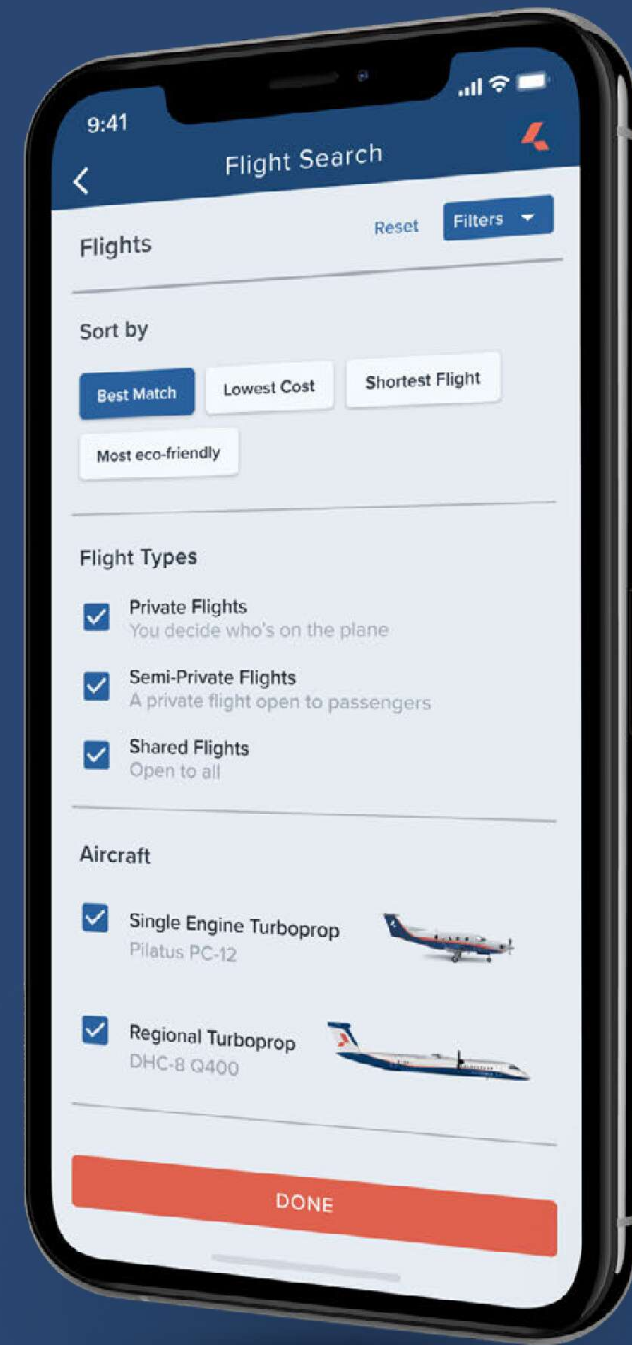 9:41
Flight Search
Flights
Reset
Filters
Sort by
Best Match
Lowest Cost
Shortest Flight
Most eco-friendly
Flight Types
Private Flights
You decide who's on the plane
Semi-Private Flights
A private flight open to passengers
Shared Flights
Open to all
Aircraft
Single Engine Turboprop
Pilatus PC-12
Regional Turboprop
DHC-8 Q400
DONE